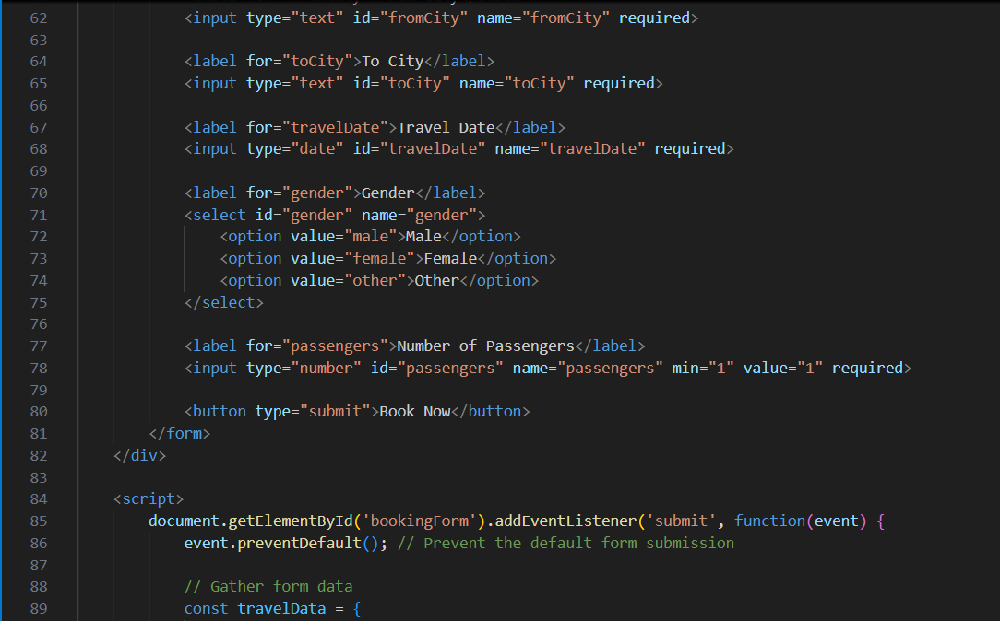 62 <input type="text" id="fromCity" name="fromCity" required>
63
64 <label for="toCity">To City</label>
65 <input type="text" id="toCity" name="toCity" required>
66
67 <label for="travelDate">Travel Date</label>
68 <input type="date" id="travelDate" name="travelDate" required>
69
70 <label for="gender">Gender</label>
71 <select id="gender" name="gender">
72 <option value="male">Male</option>
73 <option value="female">Female</option>
74 <option value="other">Other</option>
75 </select>
76
77 <label for="passengers">Number of Passengers</label>
78 <input type="number" id="passengers" name="passengers" min="1" value="1" required>
79
80 <button type="submit">Book Now</button>
81 </form>
82 </div>
83
84 <script>
85 document.getElementById('bookingForm').addEventListener('submit', function(event) {
86 event.preventDefault(); // Prevent the default form submission
87
88 // Gather form data
89 const travelData = {